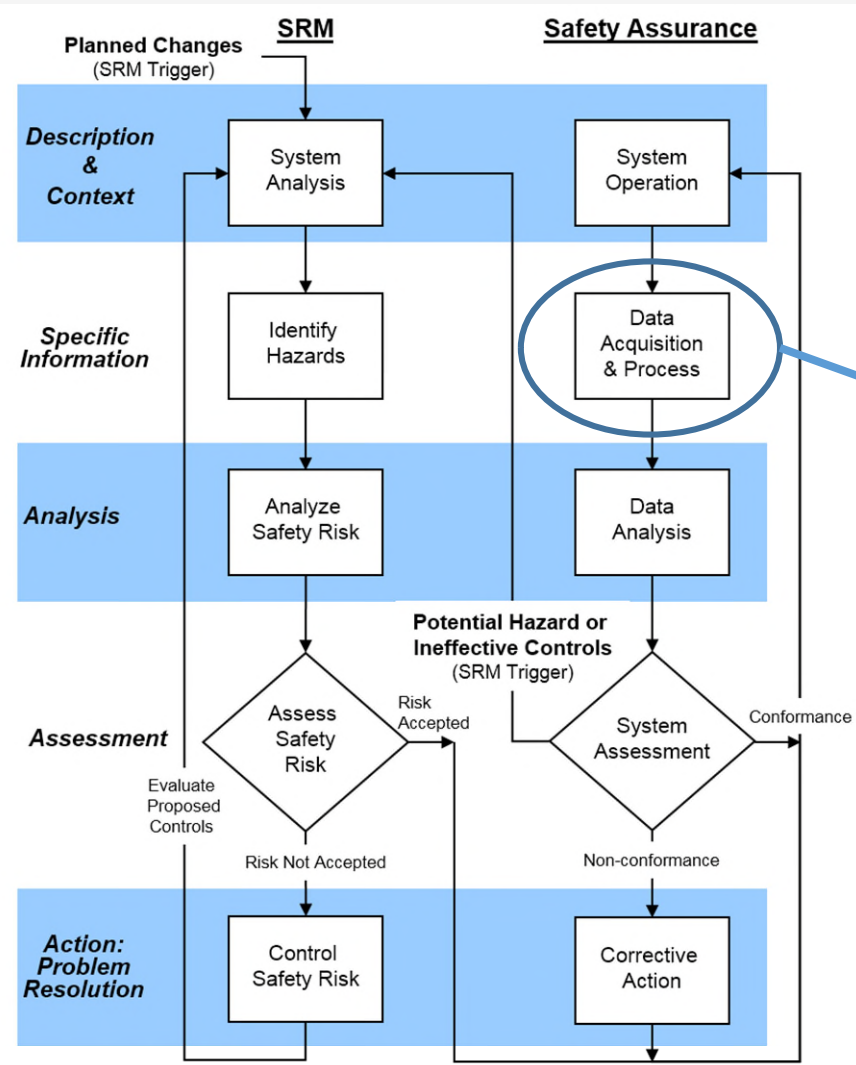 SRM
Safety Assurance
Planned Changes
(SRM Trigger)
Description
&
Context
System
Analysis
System
Operation
Specific
Information
Identify
Hazards
Data
Acquisition
& Process
Analysis
Analyze
Safety Risk
Data
Analysis
Potential Hazard or
Ineffective Controls
(SRM Trigger)
Assessment
Assess
Safety
Risk
Risk
Accepted
System
Assessment
Conformance
Evaluate
Proposed
Controls
Risk Not Accepted
Non-conformance
Action:
Problem
Resolution
Control
Safety Risk
Corrective
Action